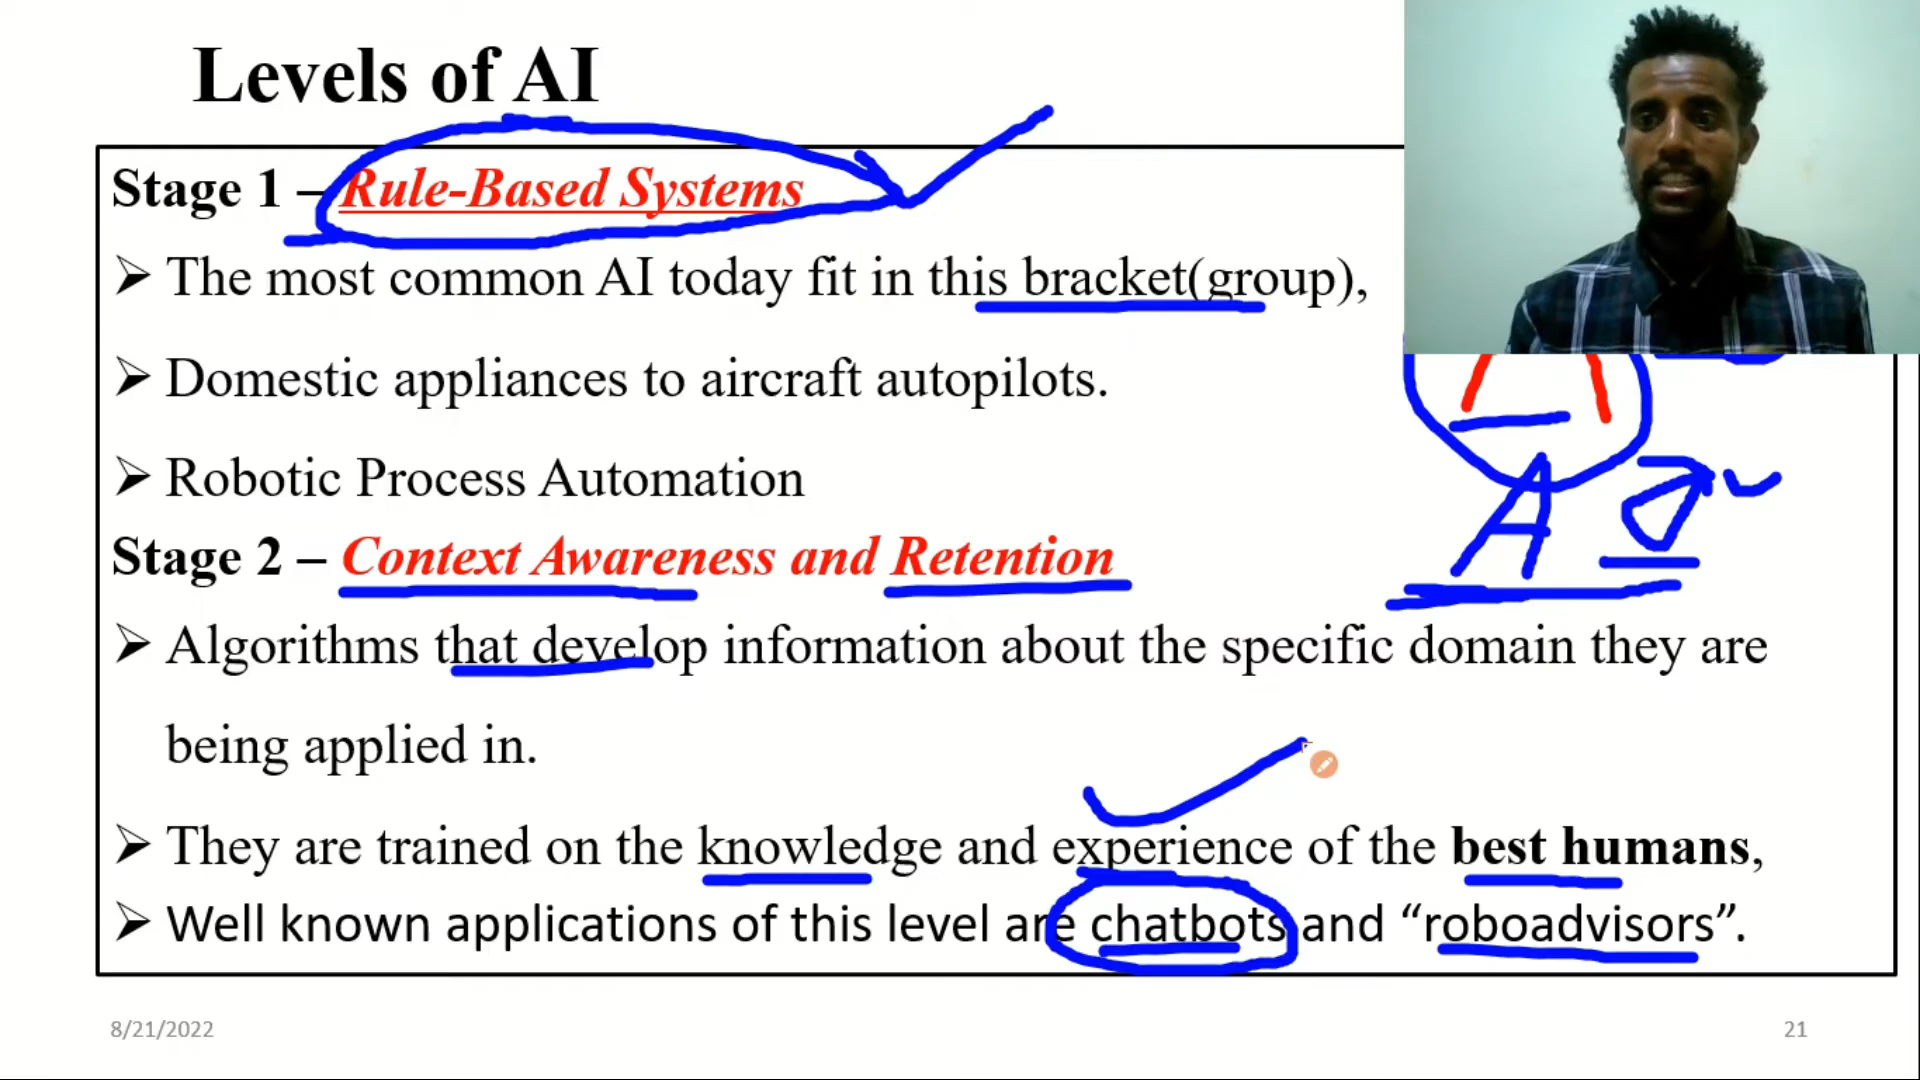 Levels of AI
Stage 1 – Rule-Based Systems
➢ The most common AI today fit in this bracket(group),
➢ Domestic appliances to aircraft autopilots.
➢ Robotic Process Automation
Stage 2 – Context Awareness and Retention
➢ Algorithms that develop information about the specific domain they are
being applied in.
➢ They are trained on the knowledge and experience of the best humans,
➢ Well known applications of this level are chatbots and “roboadvisors”.
8/21/2022
21